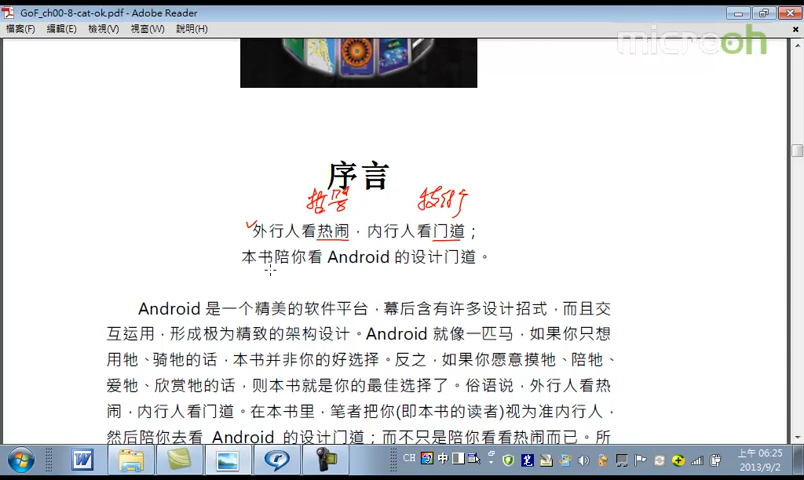 GoF_ch00-8-cat-ok.pdf - Adobe Reader
檔案(F) 編輯(E) 檢視(V) 視窗(W) 說明(H)
microoh
序言
哲学 技術
外行人看热闹，内行人看门道；
本书陪你看 Android 的设计门道。
Android 是一个精美的软件平台，幕后含有许多设计招式，而且交
互运用，形成极为精致的架构设计。Android 就像一匹马，如果你只想
用牠、骑牠的话，本书并非你的好选择。反之，如果你愿意摸牠、陪牠、
爱牠、欣赏牠的话，则本书就是你的最佳选择了。俗语说，外行人看热
闹，内行人看门道。在本书里，笔者把你(即本书的读者)视为准内行人，
然后陪你去看 Android 的设计门道；而不只是陪你看看热闹而已。所
CH 中
上午 06:25
2013/9/2